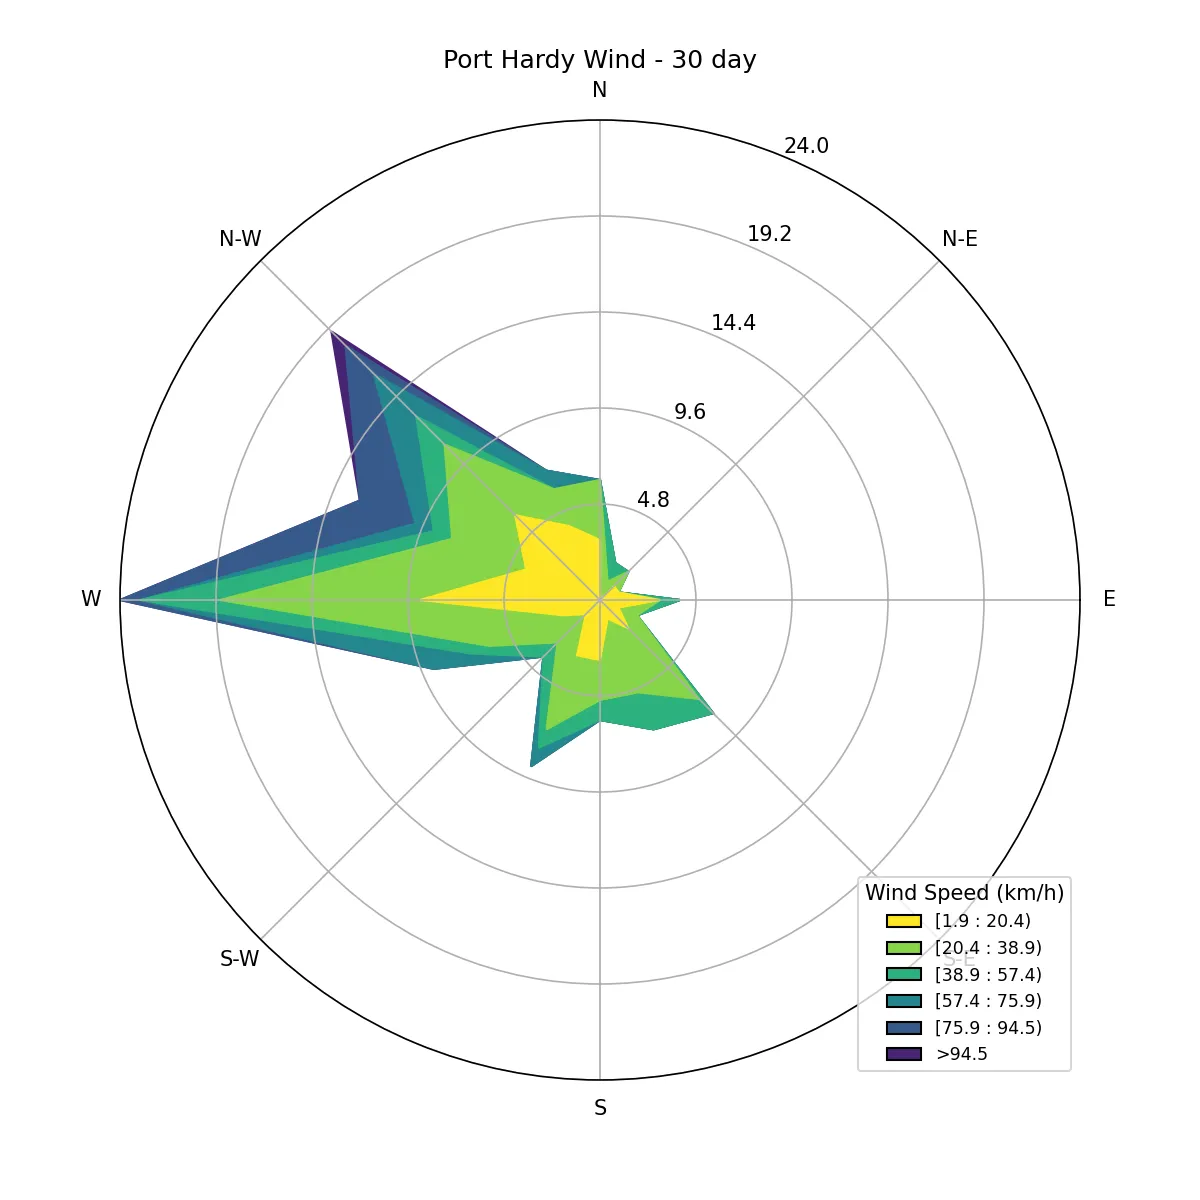 Port Hardy Wind - 30 day
N
24.0
19.2
N-W
N-E
14.4
9.6
4.8
W
E
S-W
S-E
S
Wind Speed (km/h)
[1.9 : 20.4)
[20.4 : 38.9)
[38.9 : 57.4)
[57.4 : 75.9)
[75.9 : 94.5)
>94.5